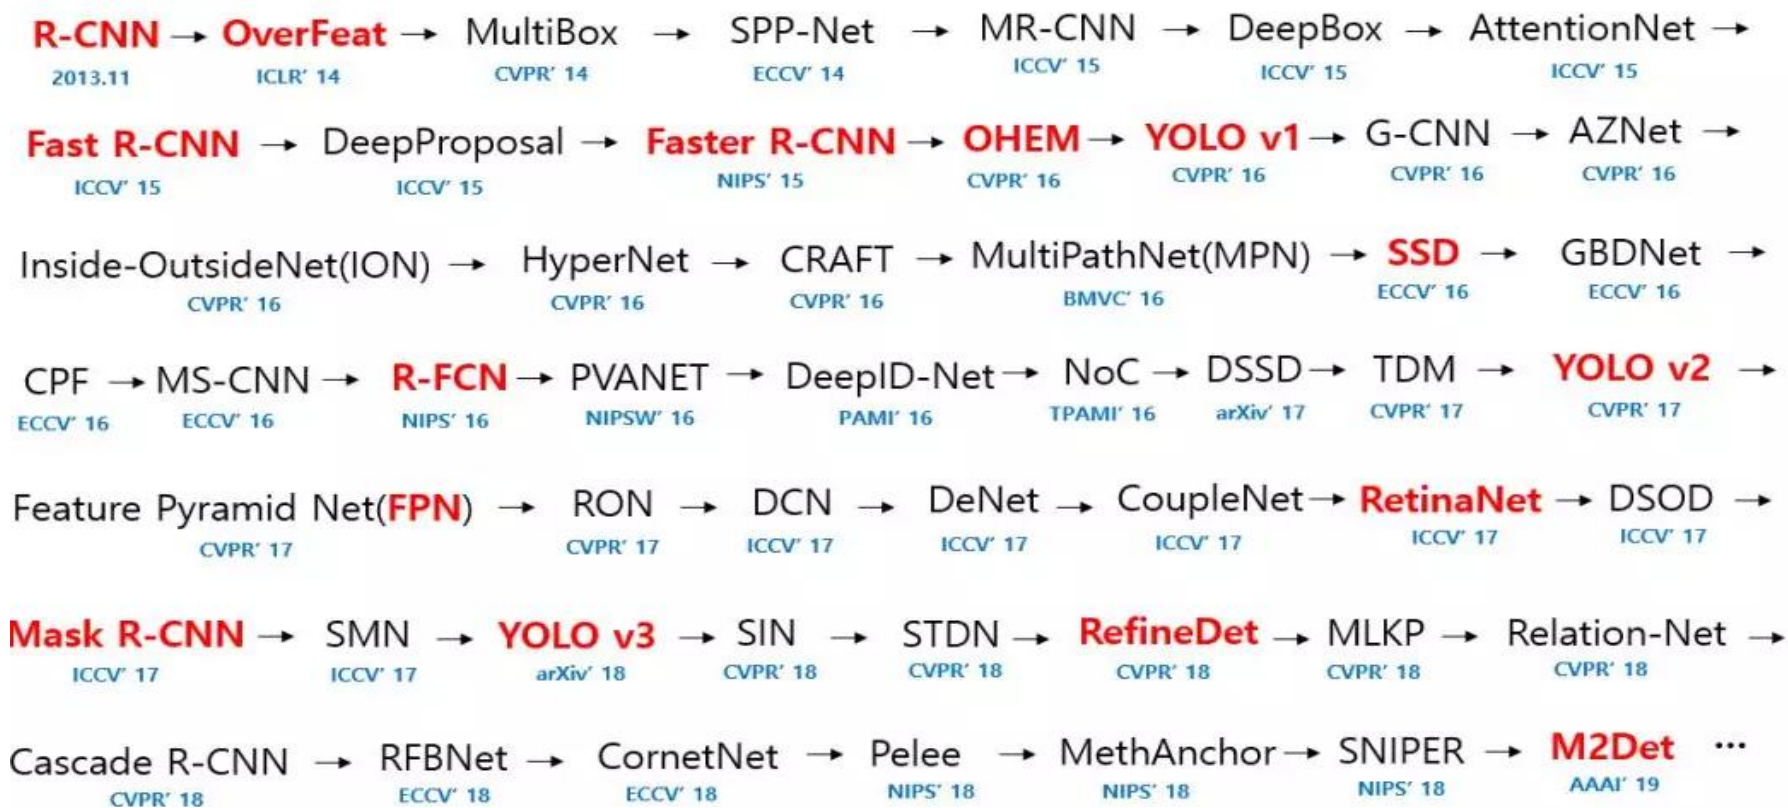 R-CNN → OverFeat → MultiBox → SPP-Net → MR-CNN → DeepBox → AttentionNet →
2013.11 ICLR' 14 CVPR' 14 ECCV' 14 ICCV' 15 ICCV' 15 ICCV' 15
Fast R-CNN → DeepProposal → Faster R-CNN → OHEM → YOLO v1 → G-CNN → AZNet →
ICCV' 15 ICCV' 15 NIPS' 15 CVPR' 16 CVPR' 16 CVPR' 16 CVPR' 16
Inside-OutsideNet(ION) → HyperNet → CRAFT → MultiPathNet(MPN) → SSD → GBDNet →
CVPR' 16 CVPR' 16 CVPR' 16 BMVC' 16 ECCV' 16 ECCV' 16
CPF → MS-CNN → R-FCN → PVANET → DeepID-Net → NoC → DSSD → TDM → YOLO v2 →
ECCV' 16 ECCV' 16 NIPS' 16 NIPSW' 16 PAMI' 16 TPAMI' 16 arXiv' 17 CVPR' 17 CVPR' 17
Feature Pyramid Net(FPN) → RON → DCN → DeNet → CoupleNet → RetinaNet → DSOD →
CVPR' 17 CVPR' 17 ICCV' 17 ICCV' 17 ICCV' 17 ICCV' 17 ICCV' 17
Mask R-CNN → SMN → YOLO v3 → SIN → STDN → RefineDet → MLKP → Relation-Net →
ICCV' 17 ICCV' 17 arXiv' 18 CVPR' 18 CVPR' 18 CVPR' 18 CVPR' 18 CVPR' 18
Cascade R-CNN → RFBNet → CornetNet → Pelee → MethAnchor → SNIPER → M2Det ···
CVPR' 18 ECCV' 18 ECCV' 18 NIPS' 18 NIPS' 18 NIPS' 18 AAAI' 19